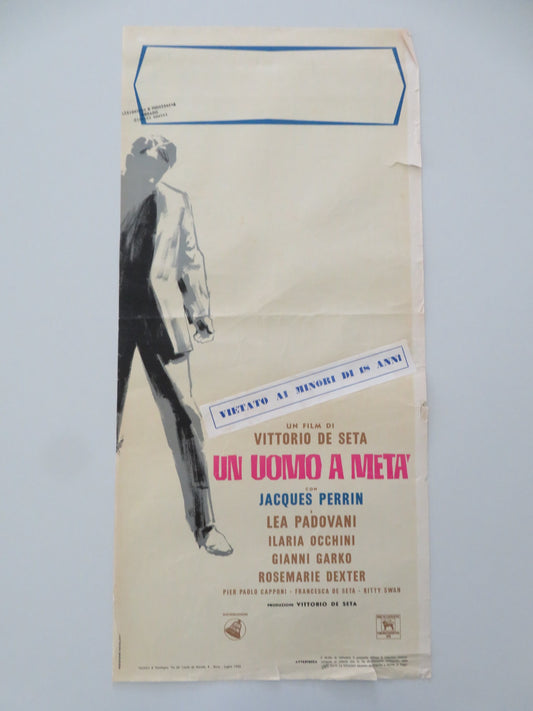 VIETATO AI MINORI DI 18 ANNI
UN FILM DI
VITTORIO DE SETA
UN UOMO A META'
CON
JACQUES PERRIN
E
LEA PADOVANI
ILARIA OCCHINI
GIANNI GARKO
ROSEMARIE DEXTER
PIER PAOLO CAPPONI - FRANCESCA DE SETA - KITTY SWAN
PRODUZIONE VITTORIO DE SETA
DISTRIBUZIONE
AVVERTENZA